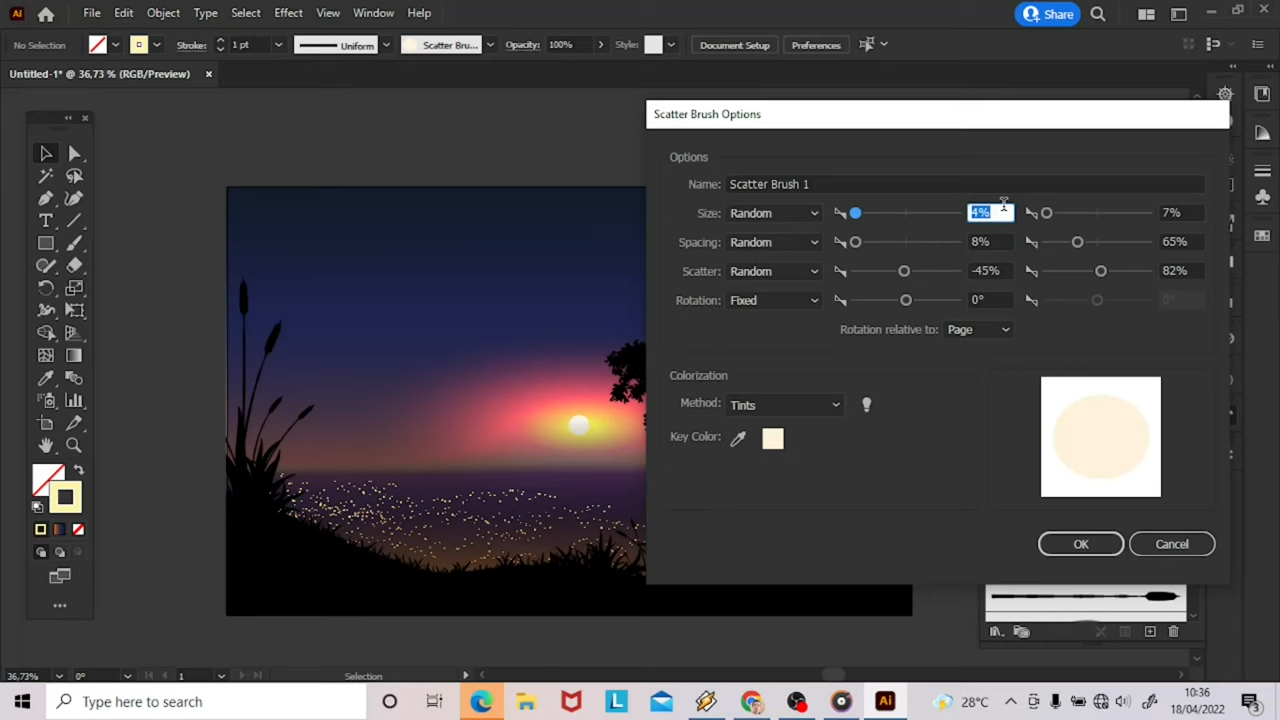 Ai File Edit Object Type Select Effect View Window Help Share
No Selection Stroke: 1 pt Uniform Scatter Bru... Opacity: 100% Style: Document Setup Preferences
Untitled-1* @ 36,73 % (RGB/Preview)
Scatter Brush Options
Options
Name: Scatter Brush 1
Size: Random 4% 7%
Spacing: Random 8% 65%
Scatter: Random -45% 82%
Rotation: Fixed 0° 0°
Rotation relative to: Page
Colorization
Method: Tints
Key Color:
OK Cancel
36,73% 0° 1 Selection
Type here to search
Ai
28°C
10:36
18/04/2022
3